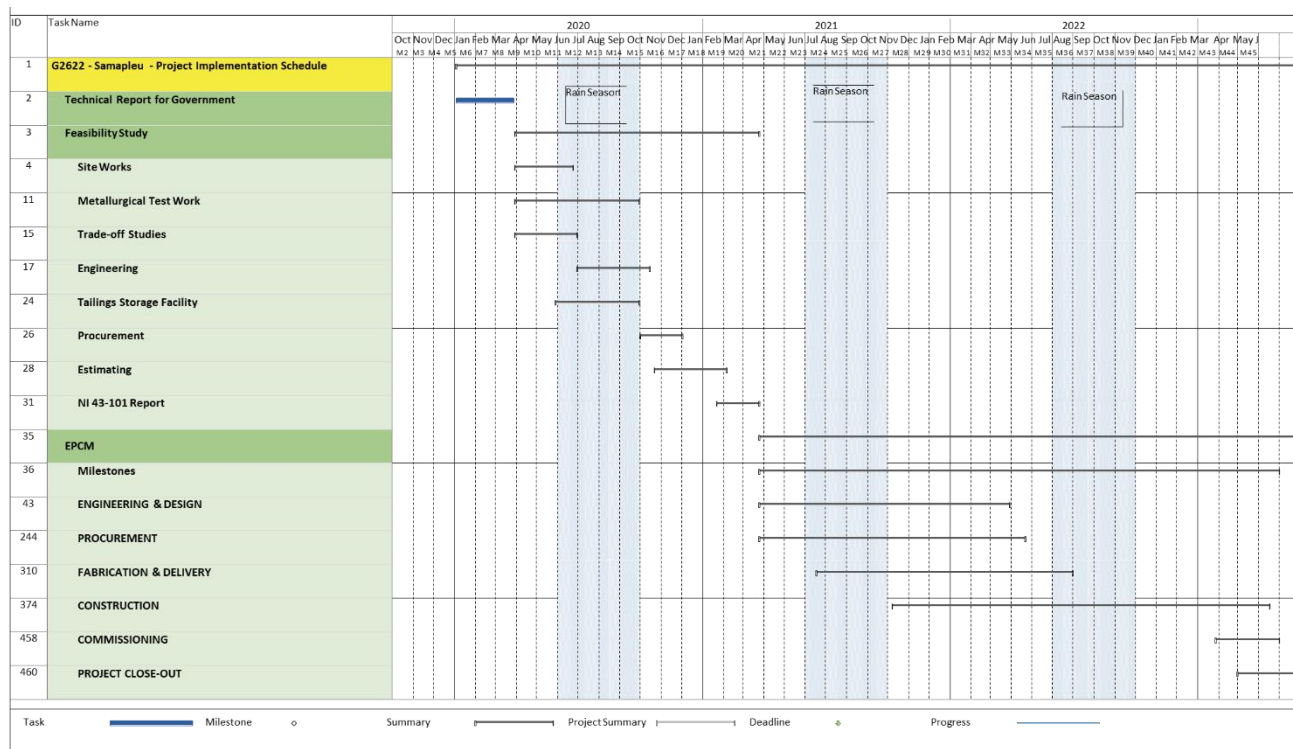 ID Task Name 2020 2021 2022
Oct Nov Dec Jan Feb Mar Apr May Jun Jul Aug Sep Oct Nov Dec Jan Feb Mar Apr May Jun Jul Aug Sep Oct Nov Dec Jan Feb Mar Apr May Jun Jul Aug Sep Oct Nov Dec Jan Feb Mar Apr May J
M2 M3 M4 M5 M6 M7 M8 M9 M10 M11 M12 M13 M14 M15 M16 M17 M18 M19 M20 M21 M22 M23 M24 M25 M26 M27 M28 M29 M30 M31 M32 M33 M34 M35 M36 M37 M38 M39 M40 M41 M42 M43 M44 M45
1 G2622 - Samapleu - Project Implementation Schedule
2 Technical Report for Government Rain Season Rain Season Rain Season
3 Feasibility Study
4 Site Works
11 Metallurgical Test Work
15 Trade-off Studies
17 Engineering
24 Tailings Storage Facility
26 Procurement
28 Estimating
31 NI 43-101 Report
35 EPCM
36 Milestones
43 ENGINEERING & DESIGN
244 PROCUREMENT
310 FABRICATION & DELIVERY
374 CONSTRUCTION
458 COMMISSIONING
460 PROJECT CLOSE-OUT
Task Milestone Summary Project Summary Deadline Progress